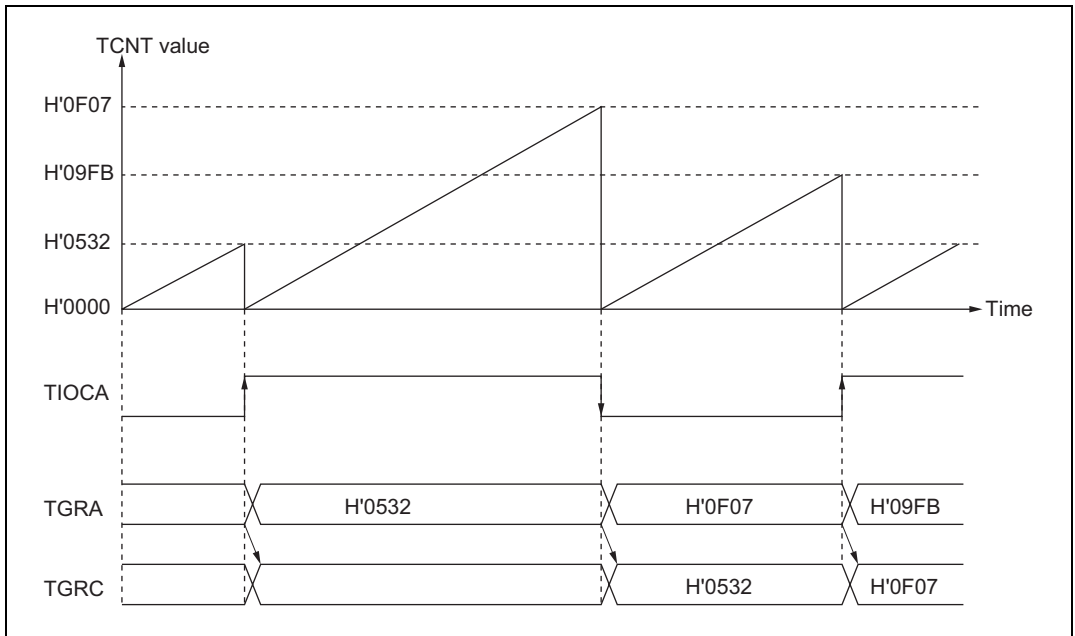 TCNT value
H'0F07
H'09FB
H'0532
H'0000
Time
TIOCA
TGRA H'0532 H'0F07 H'09FB
TGRC H'0532 H'0F07